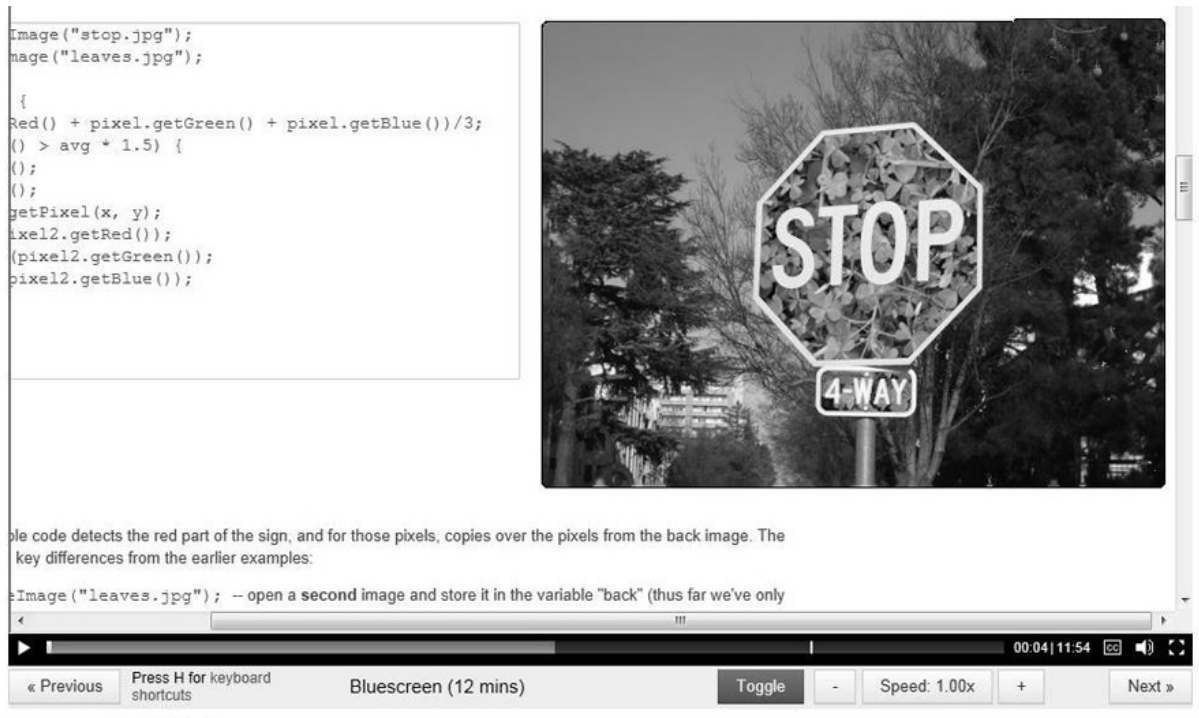 Image("stop.jpg");
mage("leaves.jpg");
{
Red() + pixel.getGreen() + pixel.getBlue())/3;
() > avg * 1.5) {
();
();
getPixel(x, y);
ixel2.getRed());
(pixel2.getGreen());
pixel2.getBlue());
STOP
4-WAY
ple code detects the red part of the sign, and for those pixels, copies over the pixels from the back image. The
key differences from the earlier examples:
eImage("leaves.jpg"); -- open a second image and store it in the variable "back" (thus far we've only
00:04|11:54 CC
« Previous Press H for keyboard shortcuts Bluescreen (12 mins) Toggle - Speed: 1.00x + Next »